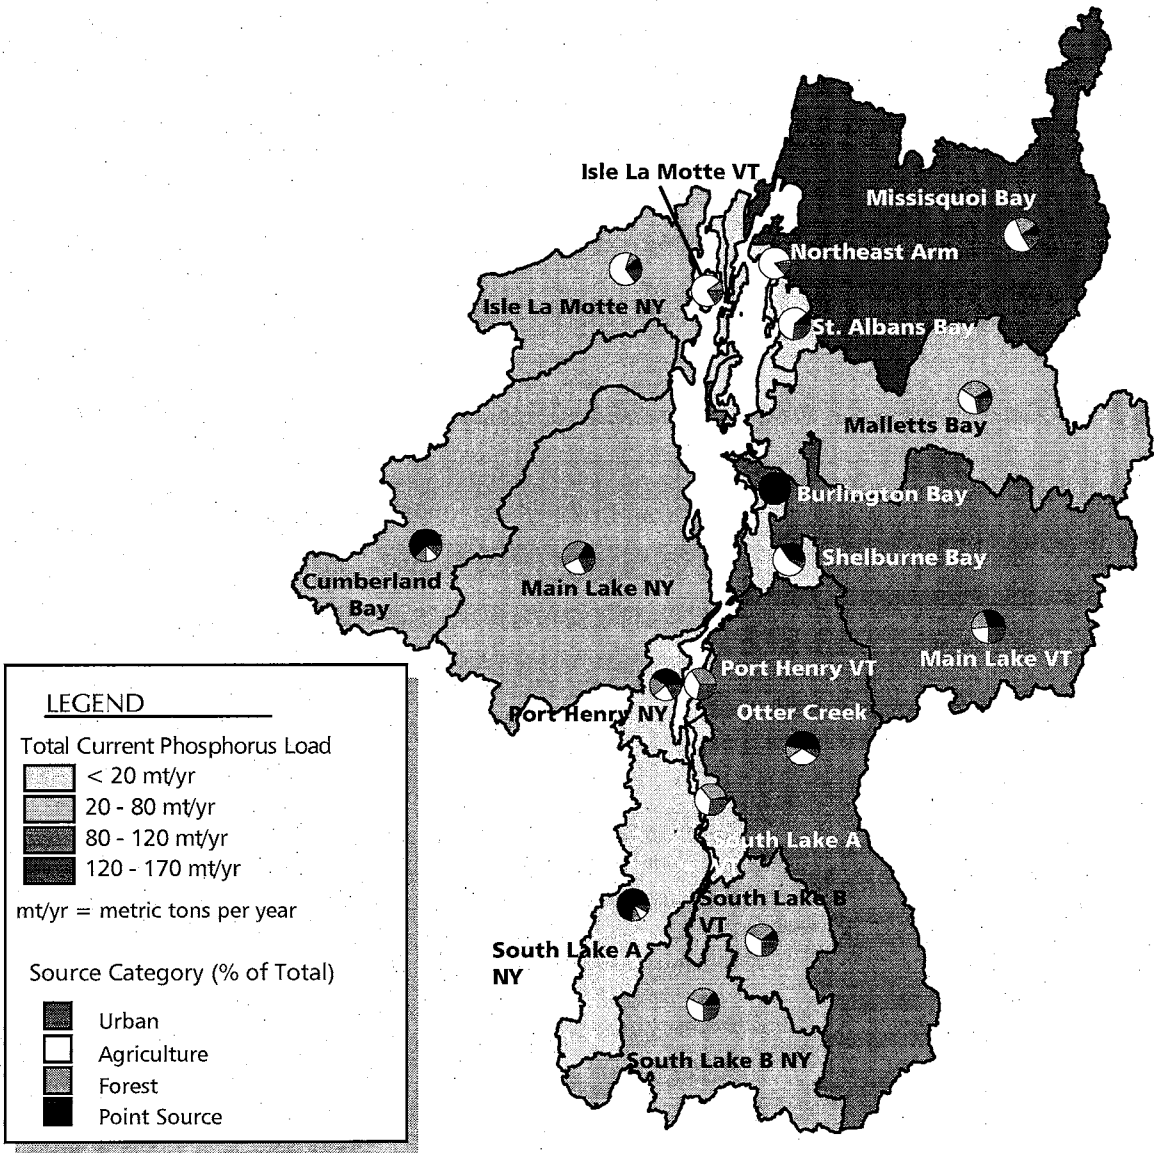 Isle La Motte VT
Missisquoi Bay
Northeast Arm
Isle La Motte NY
St. Albans Bay
Malletts Bay
Burlington Bay
Shelburne Bay
Cumberland
Bay
Main Lake NY
Main Lake VT
Port Henry VT
Port Henry NY
Otter Creek
South Lake A
South Lake B
VT
South Lake A
NY
South Lake B NY
LEGEND
Total Current Phosphorus Load
< 20 mt/yr
20 - 80 mt/yr
80 - 120 mt/yr
120 - 170 mt/yr
mt/yr = metric tons per year
Source Category (% of Total)
Urban
Agriculture
Forest
Point Source